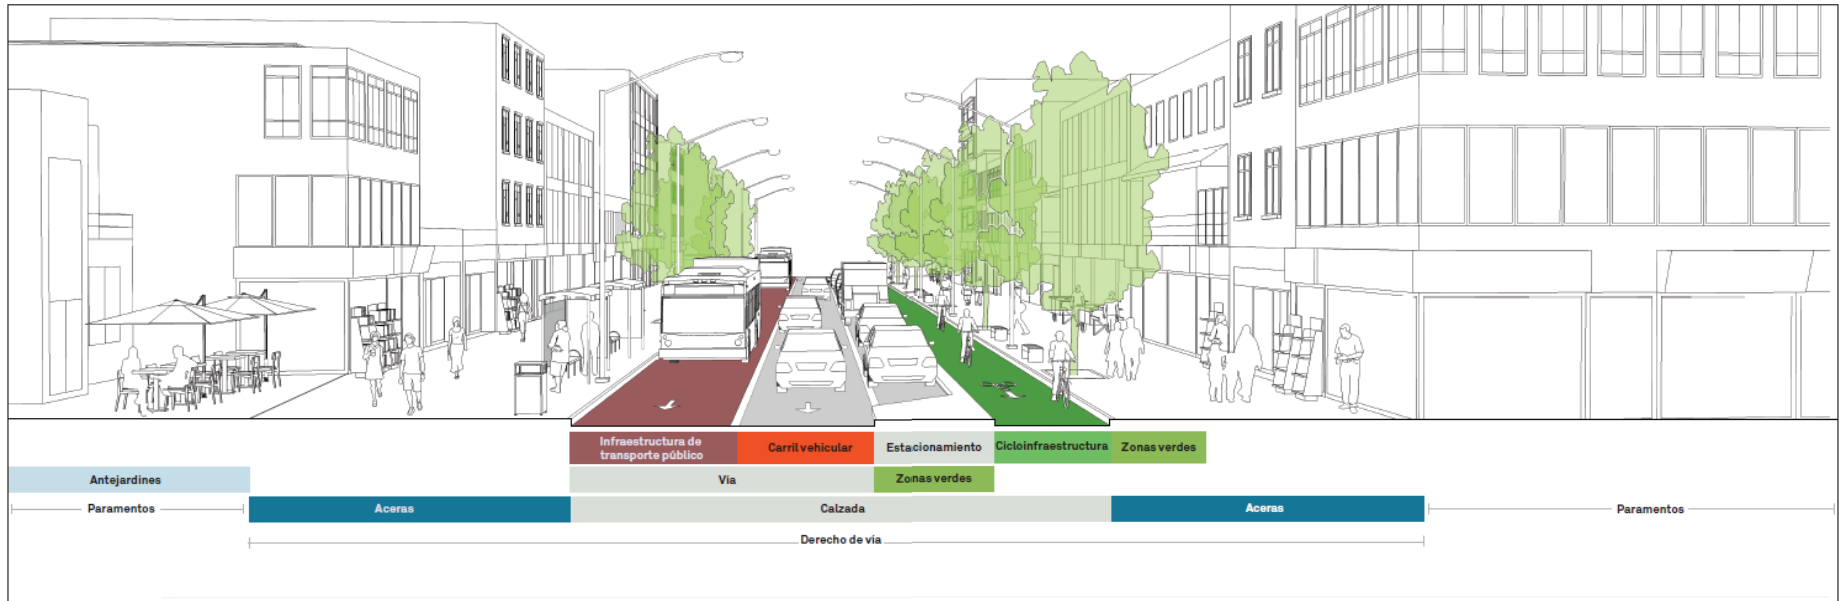 Infraestructura de
transporte público
Carril vehicular
Estacionamiento
Cicloinfraestructura
Zonas verdes
Antejardines
Vía
Zonas verdes
Paramentos
Aceras
Calzada
Aceras
Paramentos
Derecho de vía